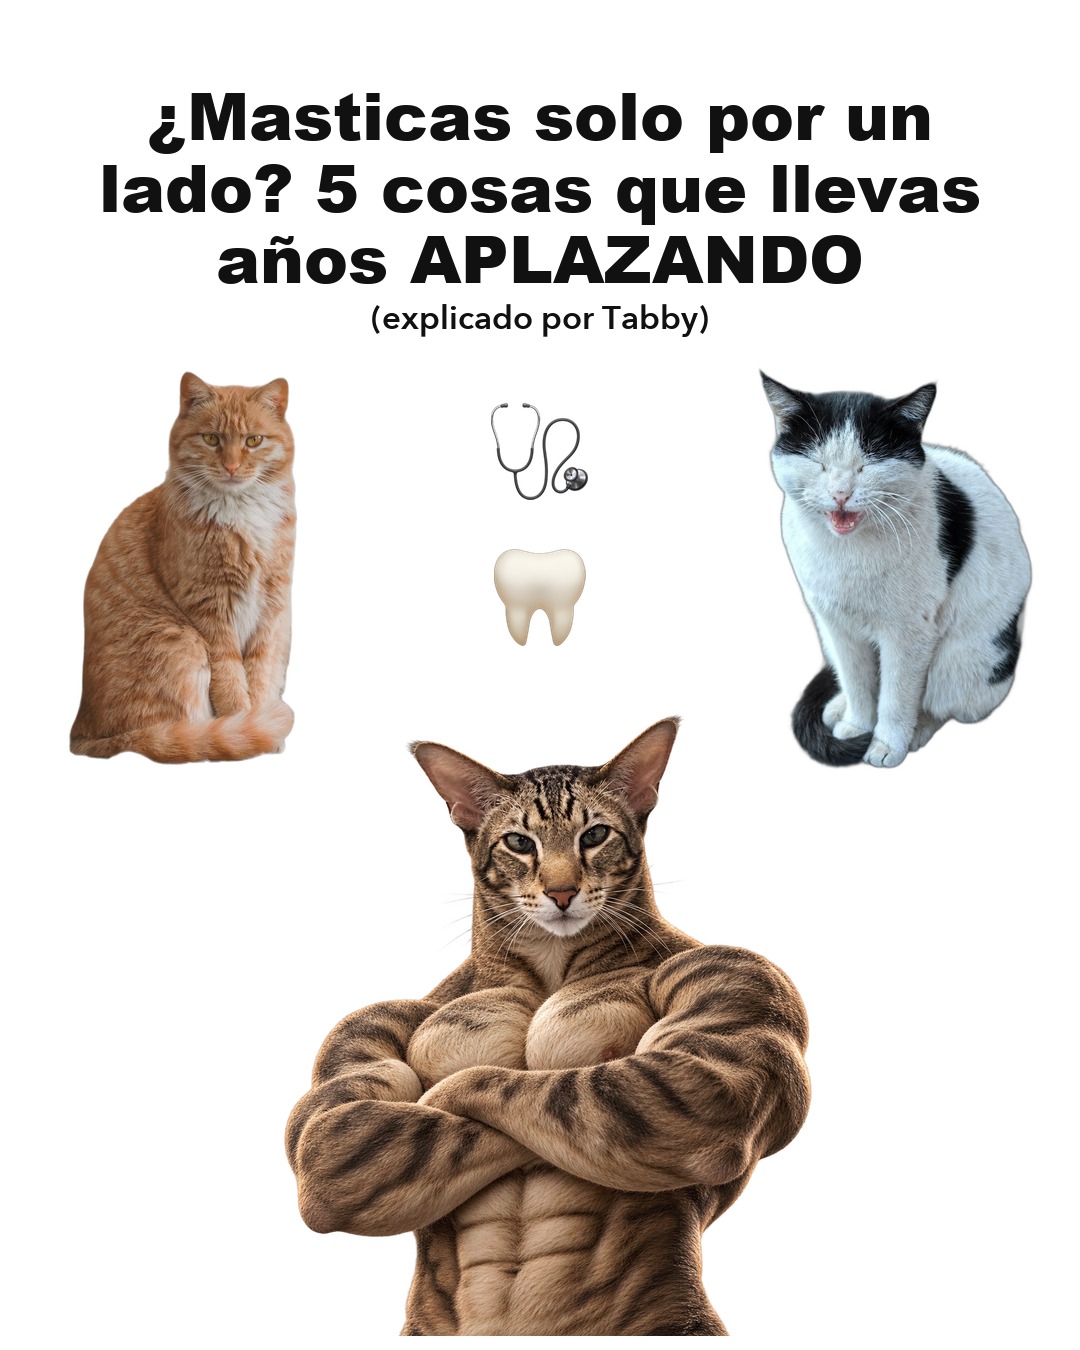 ¿Masticas solo por un
lado? 5 cosas que llevas
años APLAZANDO
(explicado por Tabby)